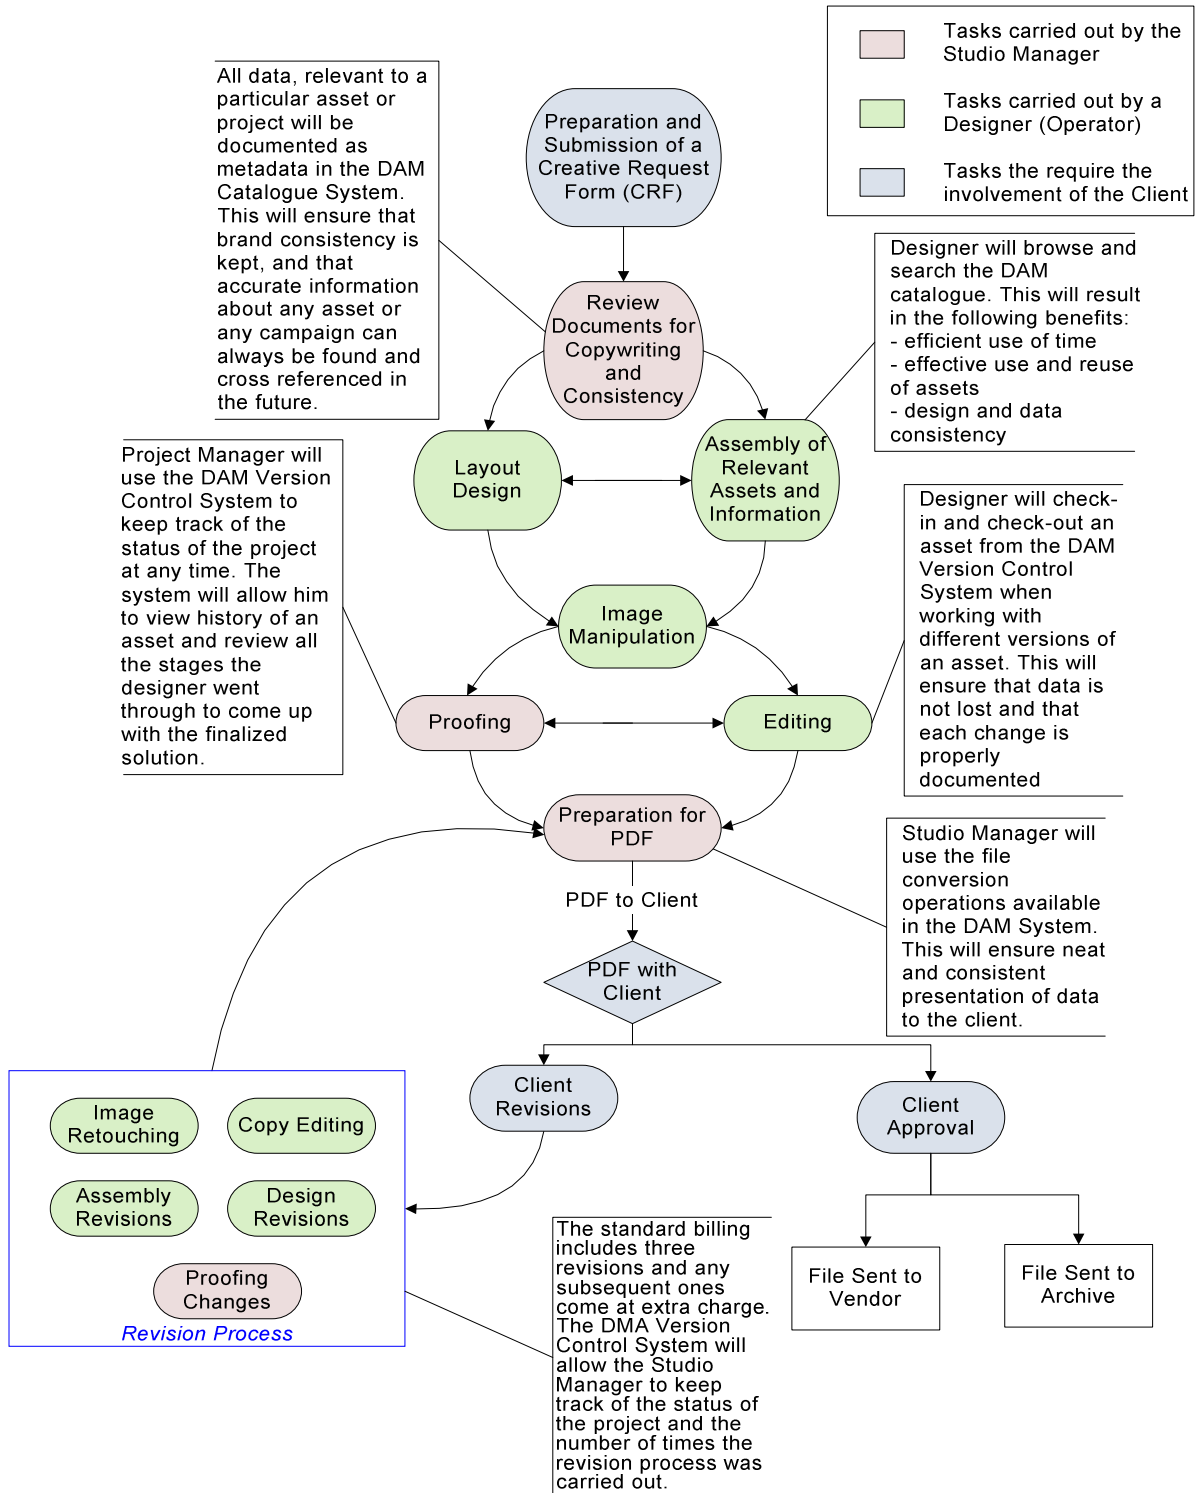 Tasks carried out by the
Studio Manager
Tasks carried out by a
Designer (Operator)
Tasks the require the
involvement of the Client
All data, relevant to a
particular asset or
project will be
documented as
metadata in the DAM
Catalogue System.
This will ensure that
brand consistency is
kept, and that
accurate information
about any asset or
any campaign can
always be found and
cross referenced in
the future.
Preparation and
Submission of a
Creative Request
Form (CRF)
Review
Documents for
Copywriting
and
Consistency
Designer will browse and
search the DAM
catalogue. This will result
in the following benefits:
- efficient use of time
- effective use and reuse
of assets
- design and data
consistency
Layout
Design
Assembly of
Relevant
Assets and
Information
Project Manager will
use the DAM Version
Control System to
keep track of the
status of the project
at any time. The
system will allow him
to view history of an
asset and review all
the stages the
designer went
through to come up
with the finalized
solution.
Image
Manipulation
Designer will check-
in and check-out an
asset from the DAM
Version Control
System when
working with
different versions of
an asset. This will
ensure that data is
not lost and that
each change is
properly
documented
Proofing
Editing
Preparation for
PDF
PDF to Client
Studio Manager will
use the file
conversion
operations available
in the DAM System.
This will ensure neat
and consistent
presentation of data
to the client.
PDF with
Client
Client
Revisions
Client
Approval
Image
Retouching
Copy Editing
Assembly
Revisions
Design
Revisions
Proofing
Changes
Revision Process
The standard billing
includes three
revisions and any
subsequent ones
come at extra charge.
The DMA Version
Control System will
allow the Studio
Manager to keep
track of the status of
the project and the
number of times the
revision process was
carried out.
File Sent to
Vendor
File Sent to
Archive